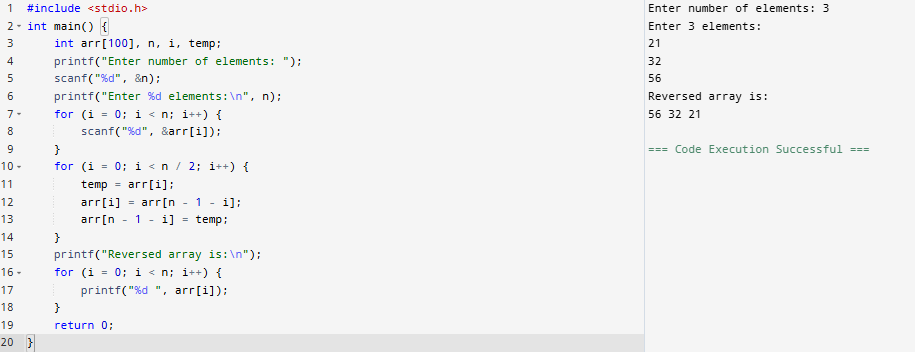 1 #include <stdio.h>
2 int main() {
3     int arr[100], n, i, temp;
4     printf("Enter number of elements: ");
5     scanf("%d", &n);
6     printf("Enter %d elements:\n", n);
7     for (i = 0; i < n; i++) {
8         scanf("%d", &arr[i]);
9     }
10     for (i = 0; i < n / 2; i++) {
11         temp = arr[i];
12         arr[i] = arr[n - 1 - i];
13         arr[n - 1 - i] = temp;
14     }
15     printf("Reversed array is:\n");
16     for (i = 0; i < n; i++) {
17         printf("%d ", arr[i]);
18     }
19     return 0;
20 }
Enter number of elements: 3
Enter 3 elements:
21
32
56
Reversed array is:
56 32 21
=== Code Execution Successful ===